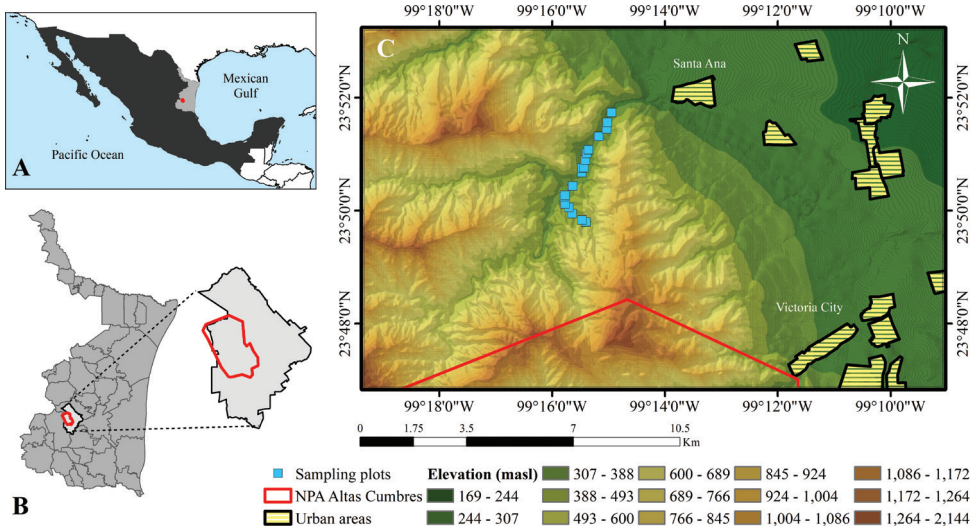 Mexican
Gulf
Pacific Ocean
A
B
99°18'0"W
99°16'0"W
99°14'0"W
99°12'0"W
99°10'0"W
C
Santa Ana
N
23°52'0"N
23°52'0"N
23°50'0"N
23°50'0"N
23°48'0"N
23°48'0"N
Victoria City
99°18'0"W
99°16'0"W
99°14'0"W
99°12'0"W
99°10'0"W
0 1.75 3.5 7 10.5
Km
Sampling plots
NPA Altas Cumbres
Urban areas
Elevation (masl)
169 - 244
244 - 307
307 - 388
388 - 493
493 - 600
600 - 689
689 - 766
766 - 845
845 - 924
924 - 1,004
1,004 - 1,086
1,086 - 1,172
1,172 - 1,264
1,264 - 2,144